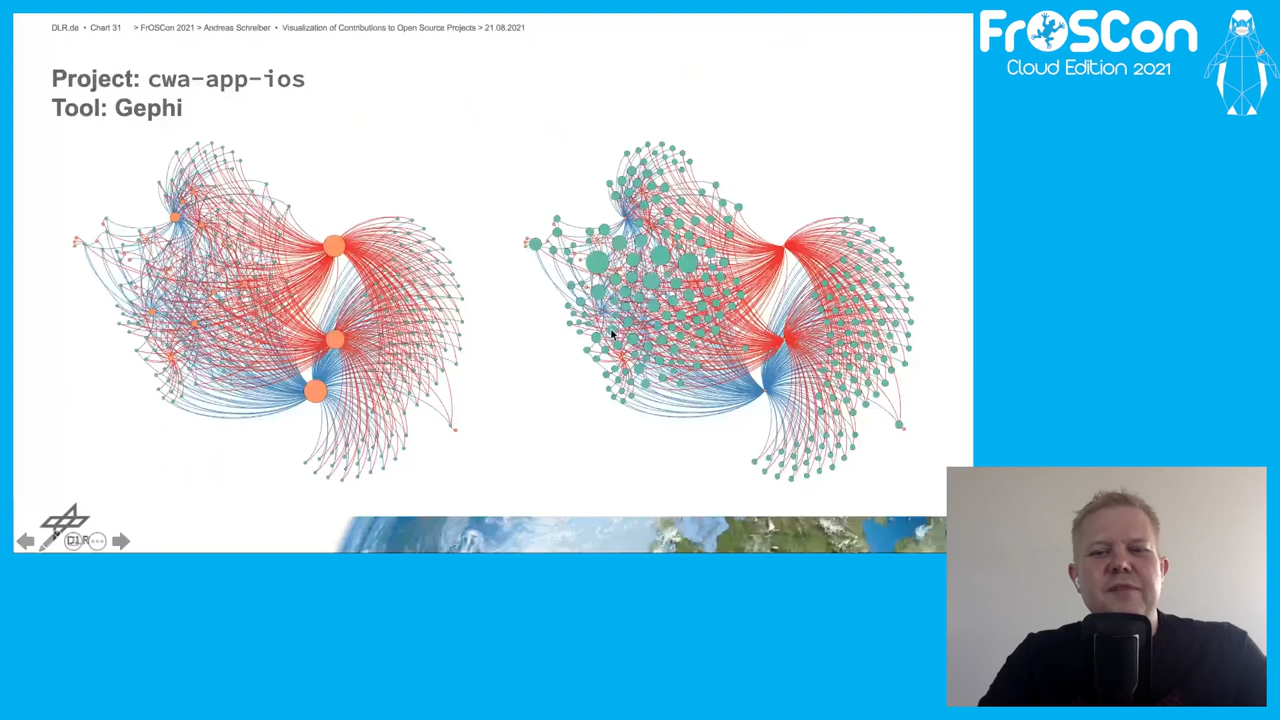 DLR.de • Chart 31 > FrOSCon 2021 > Andreas Schreiber • Visualization of Contributions to Open Source Projects > 21.08.2021
FrOSCon
Cloud Edition 2021
Project: cwa-app-ios
Tool: Gephi
DLR